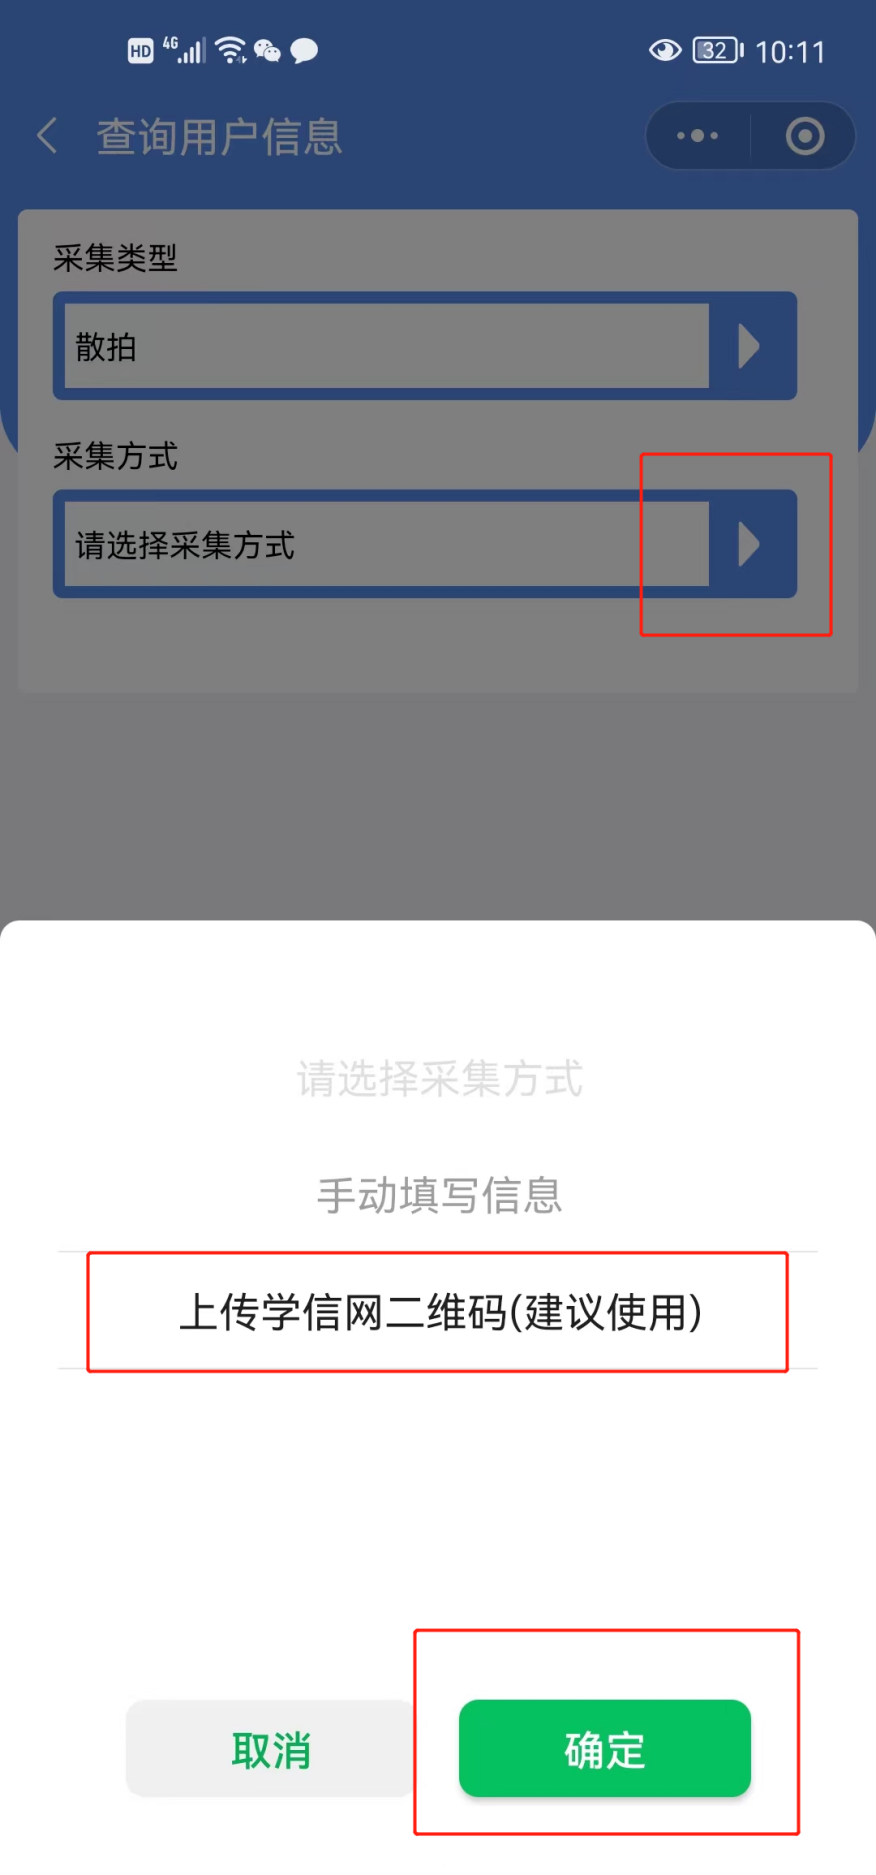 HD 4G 32 10:11
查询用户信息
采集类型
散拍
采集方式
请选择采集方式
请选择采集方式
手动填写信息
上传学信网二维码(建议使用)
取消 确定